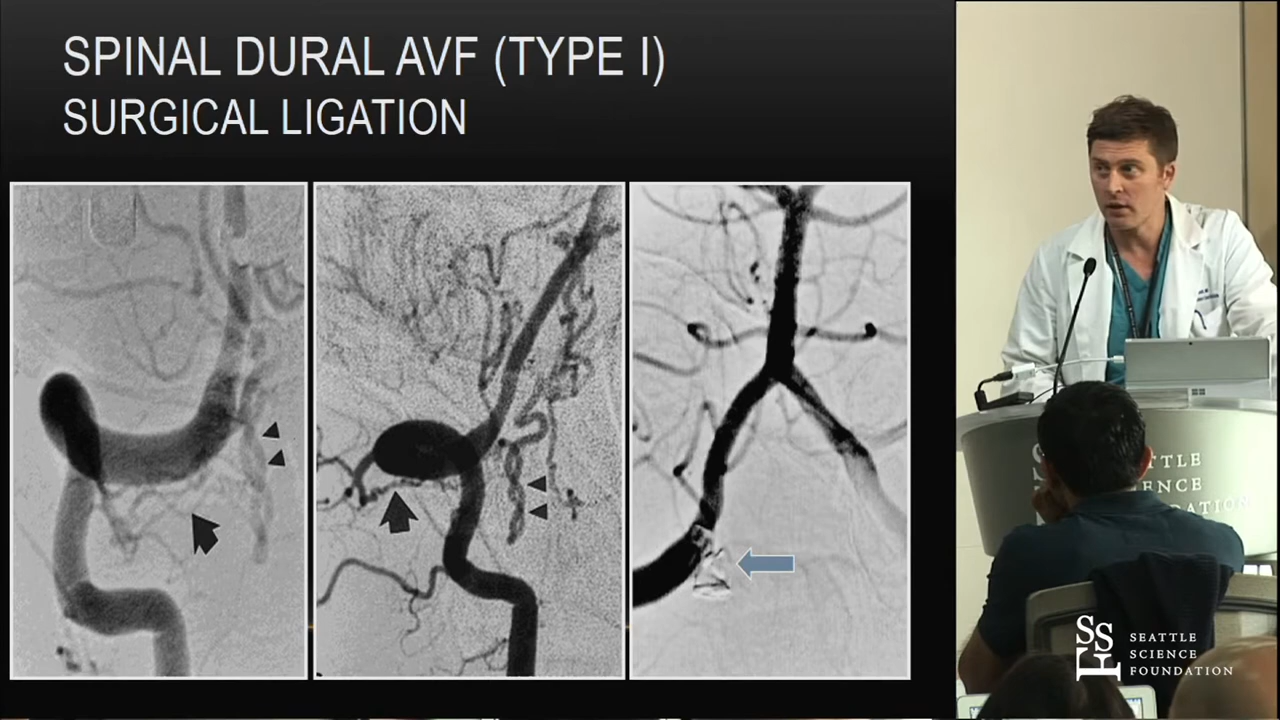 SPINAL DURAL AVF (TYPE I)
SURGICAL LIGATION
SEATTLE
SCIENCE
FOUNDATION